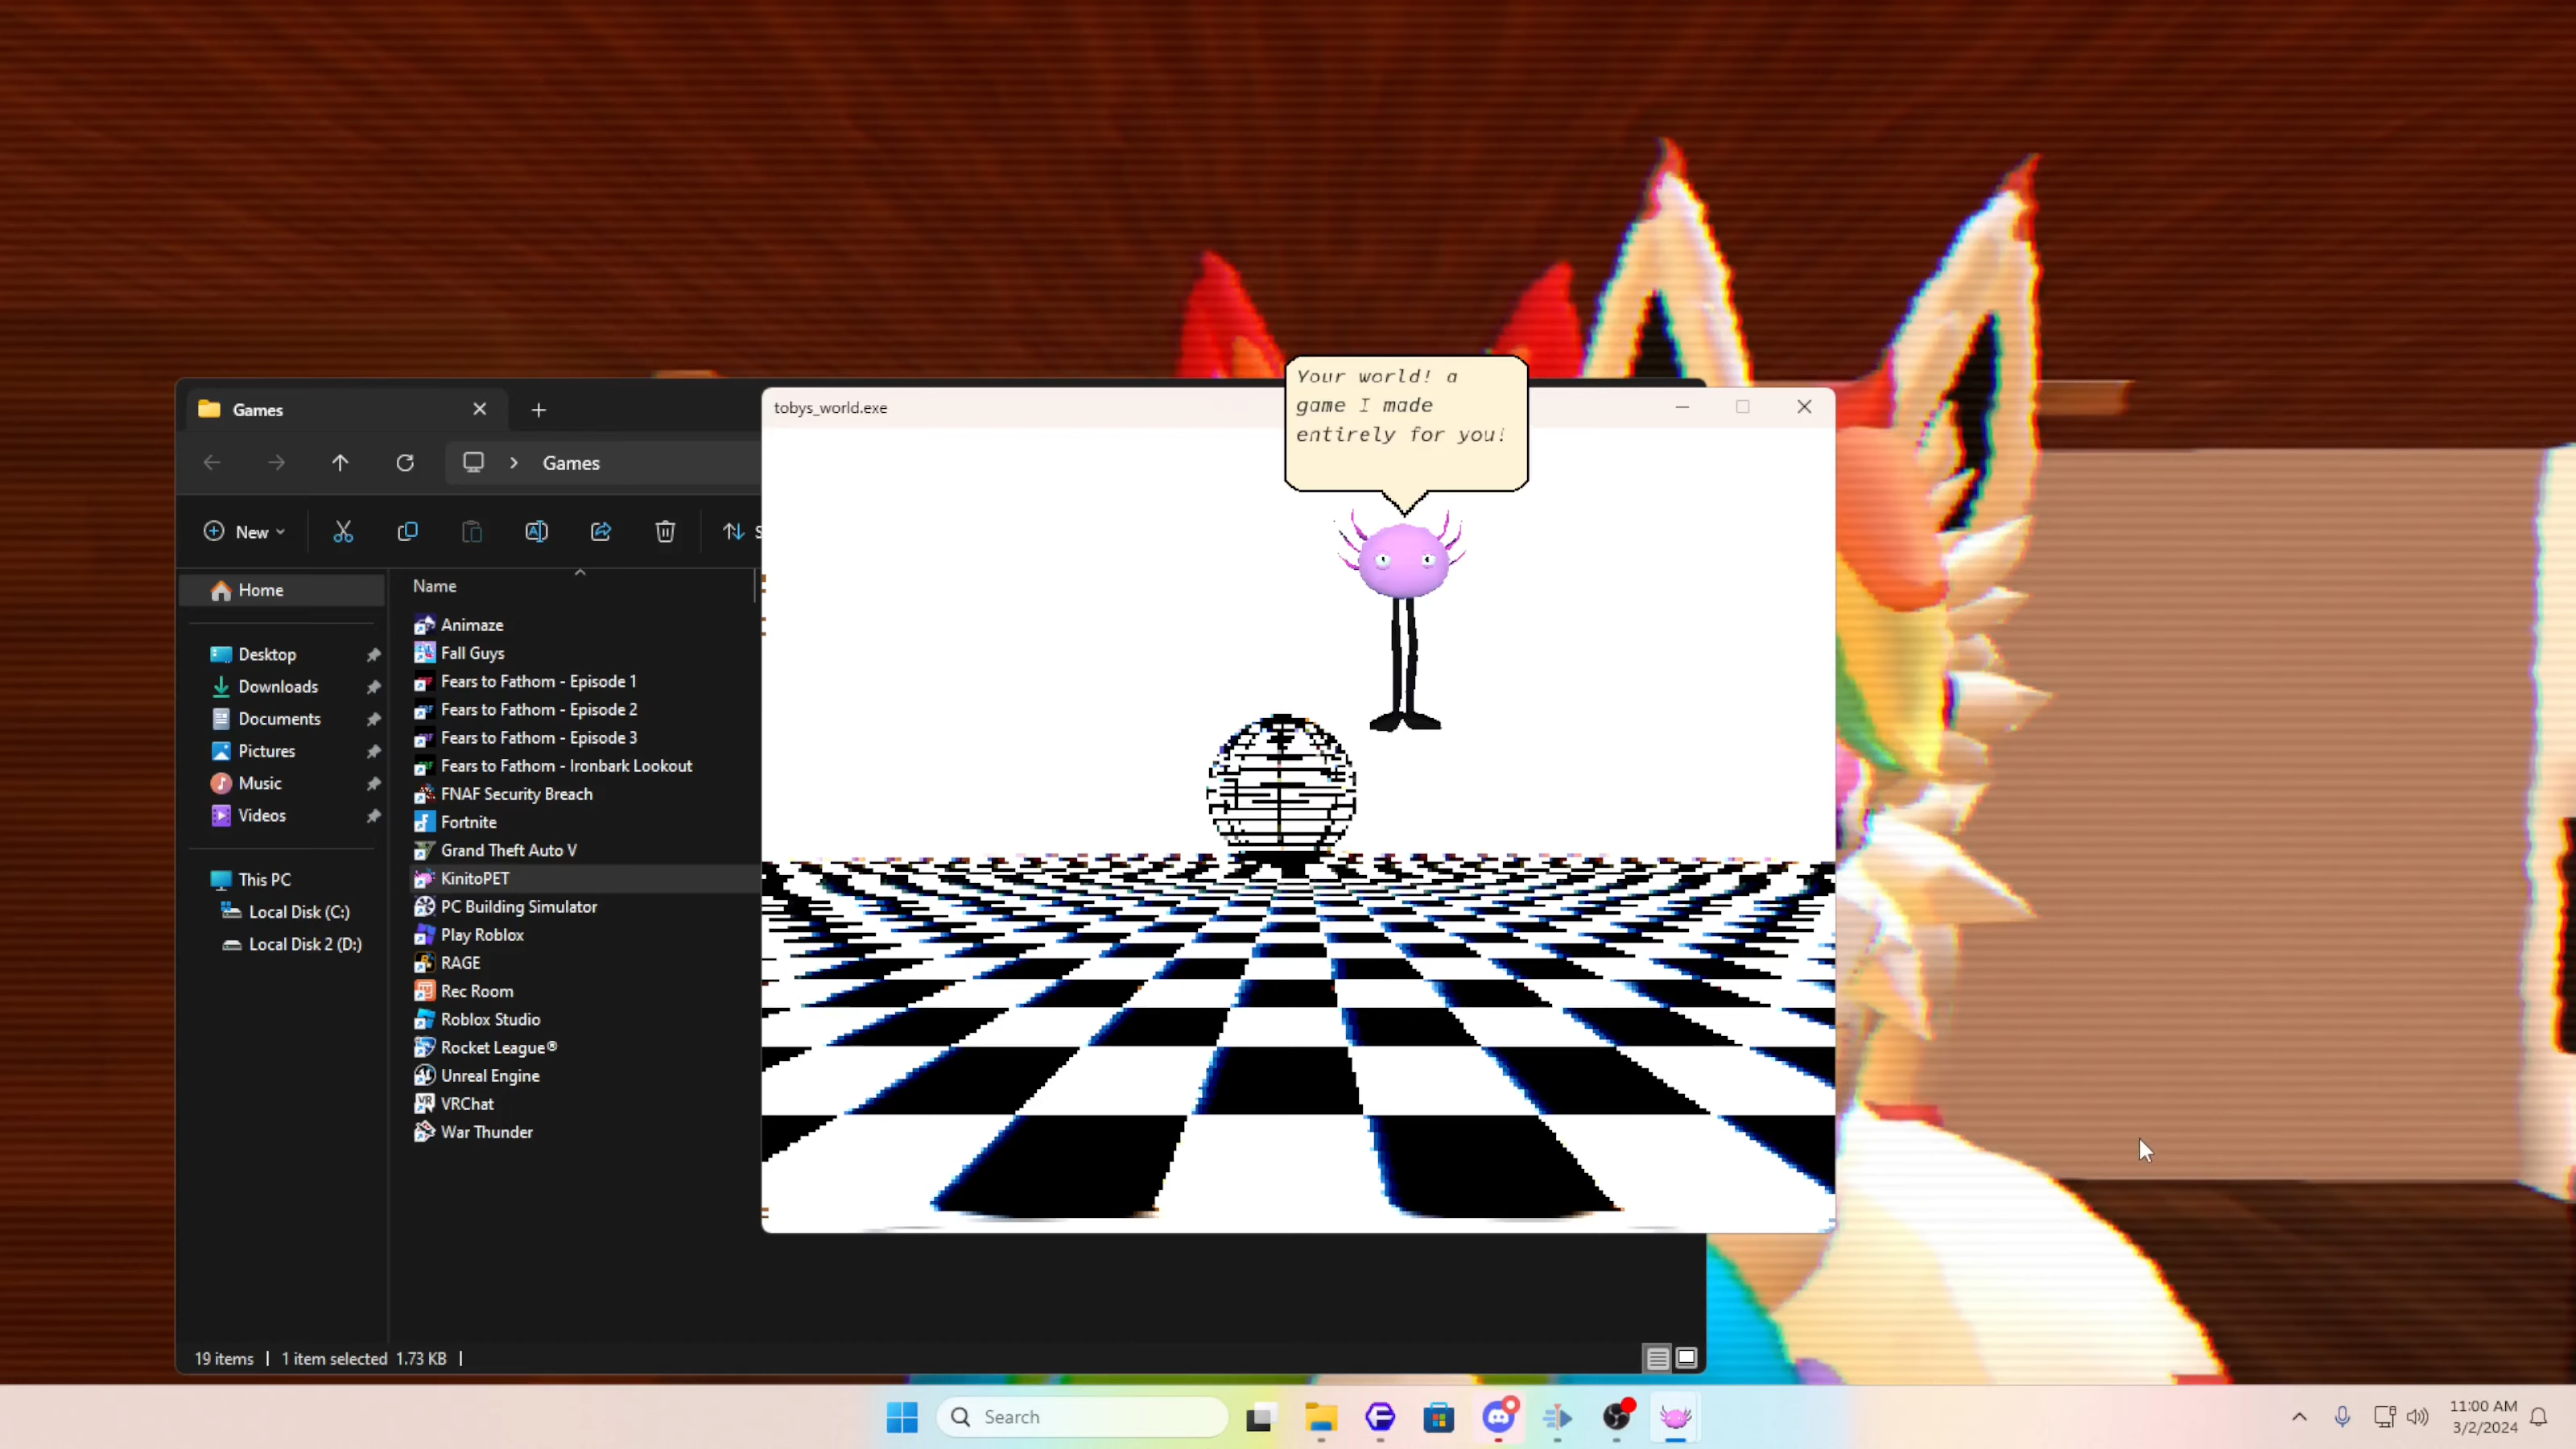 Your world! a
game I made
entirely for you!
Games
tobys_world.exe
Games
New
S
Name
Home
Desktop
Downloads
Documents
Pictures
Music
Videos
This PC
Local Disk (C:)
Local Disk 2 (D:)
Animaze
Fall Guys
Fears to Fathom - Episode 1
Fears to Fathom - Episode 2
Fears to Fathom - Episode 3
Fears to Fathom - Ironbark Lookout
FNAF Security Breach
Fortnite
Grand Theft Auto V
KinitoPET
PC Building Simulator
Play Roblox
RAGE
Rec Room
Roblox Studio
Rocket League®
Unreal Engine
VRChat
War Thunder
19 items | 1 item selected 1.73 KB |
Search
11:00 AM
3/2/2024